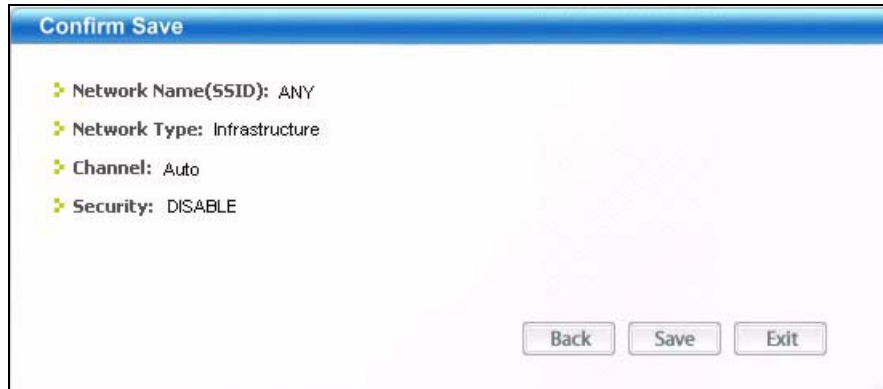 Confirm Save
Network Name(SSID): ANY
Network Type: Infrastructure
Channel: Auto
Security: DISABLE
Back Save Exit